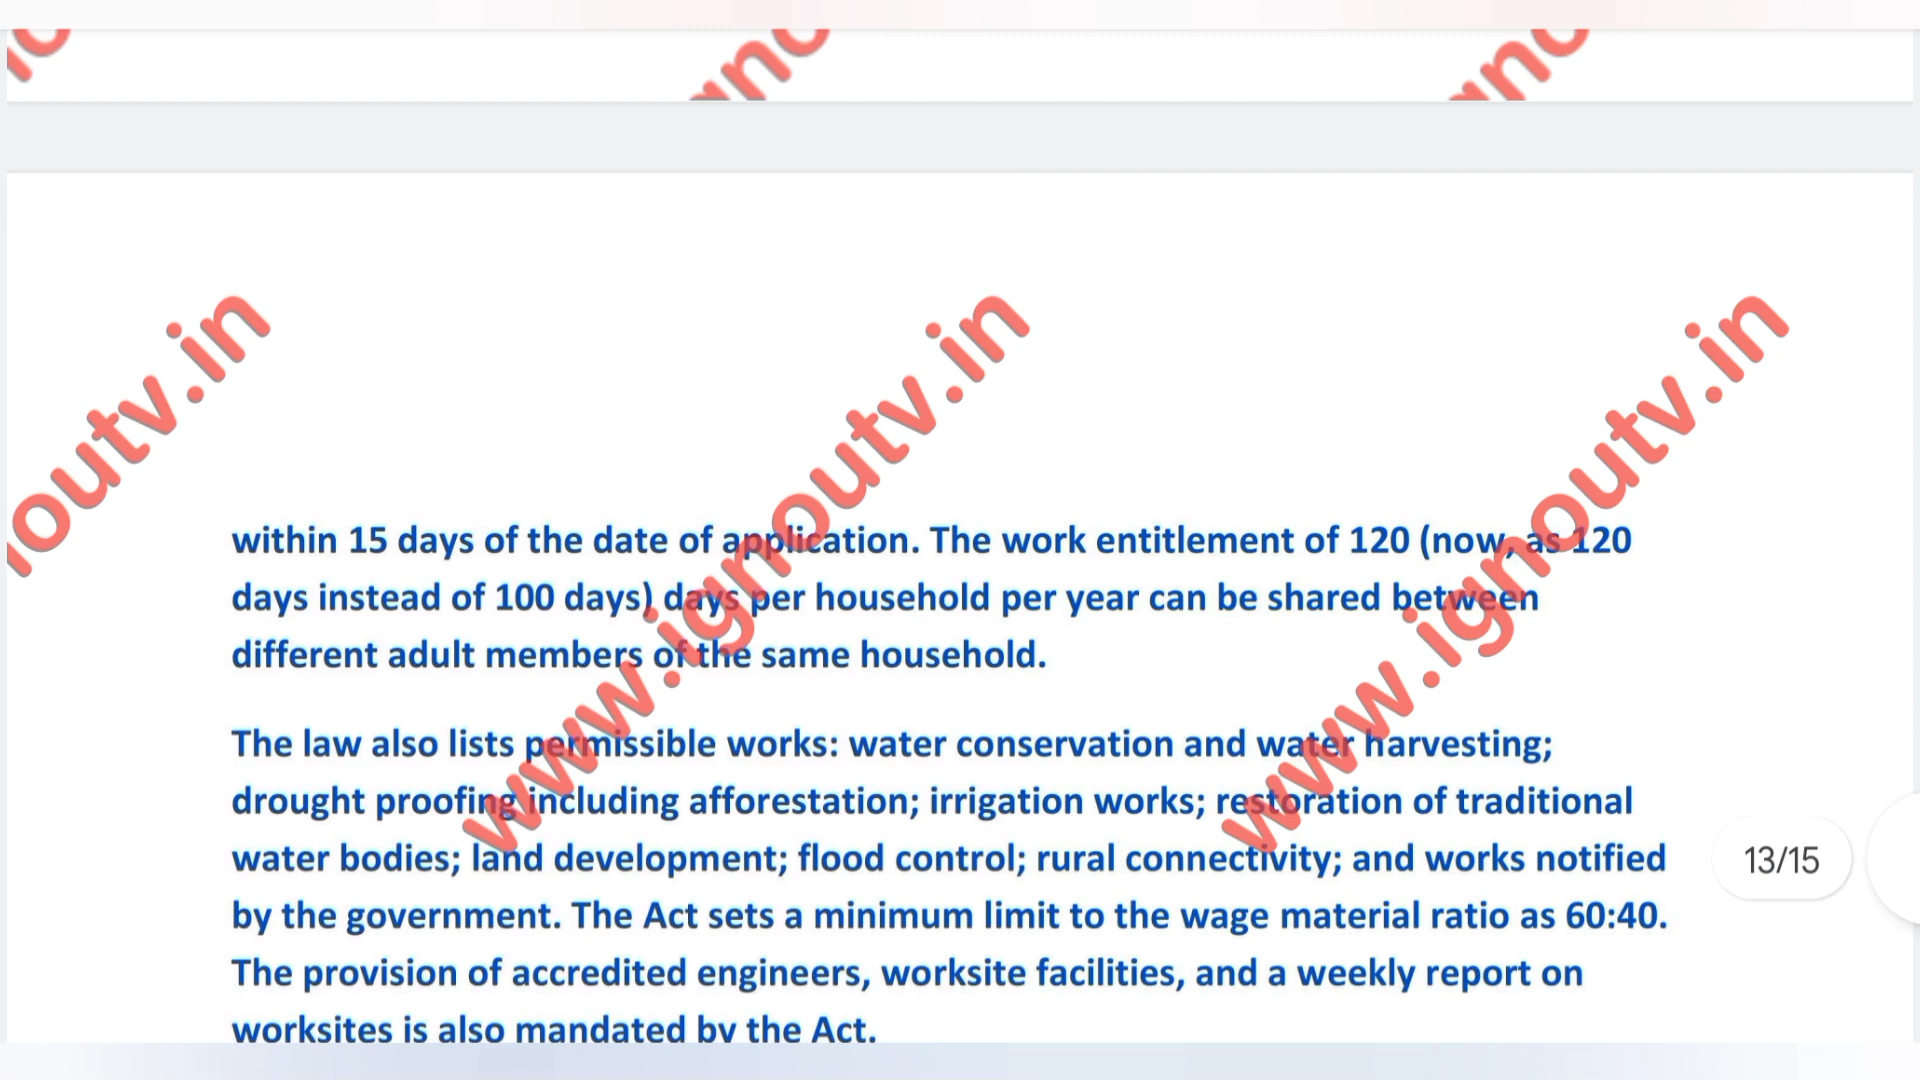 www.ignoutv.in
within 15 days of the date of application. The work entitlement of 120 (now, as 120
days instead of 100 days) days per household per year can be shared between
different adult members of the same household.
The law also lists permissible works: water conservation and water harvesting;
drought proofing including afforestation; irrigation works; restoration of traditional
water bodies; land development; flood control; rural connectivity; and works notified
by the government. The Act sets a minimum limit to the wage material ratio as 60:40.
The provision of accredited engineers, worksite facilities, and a weekly report on
worksites is also mandated by the Act.
13/15
www.ignoutv.in